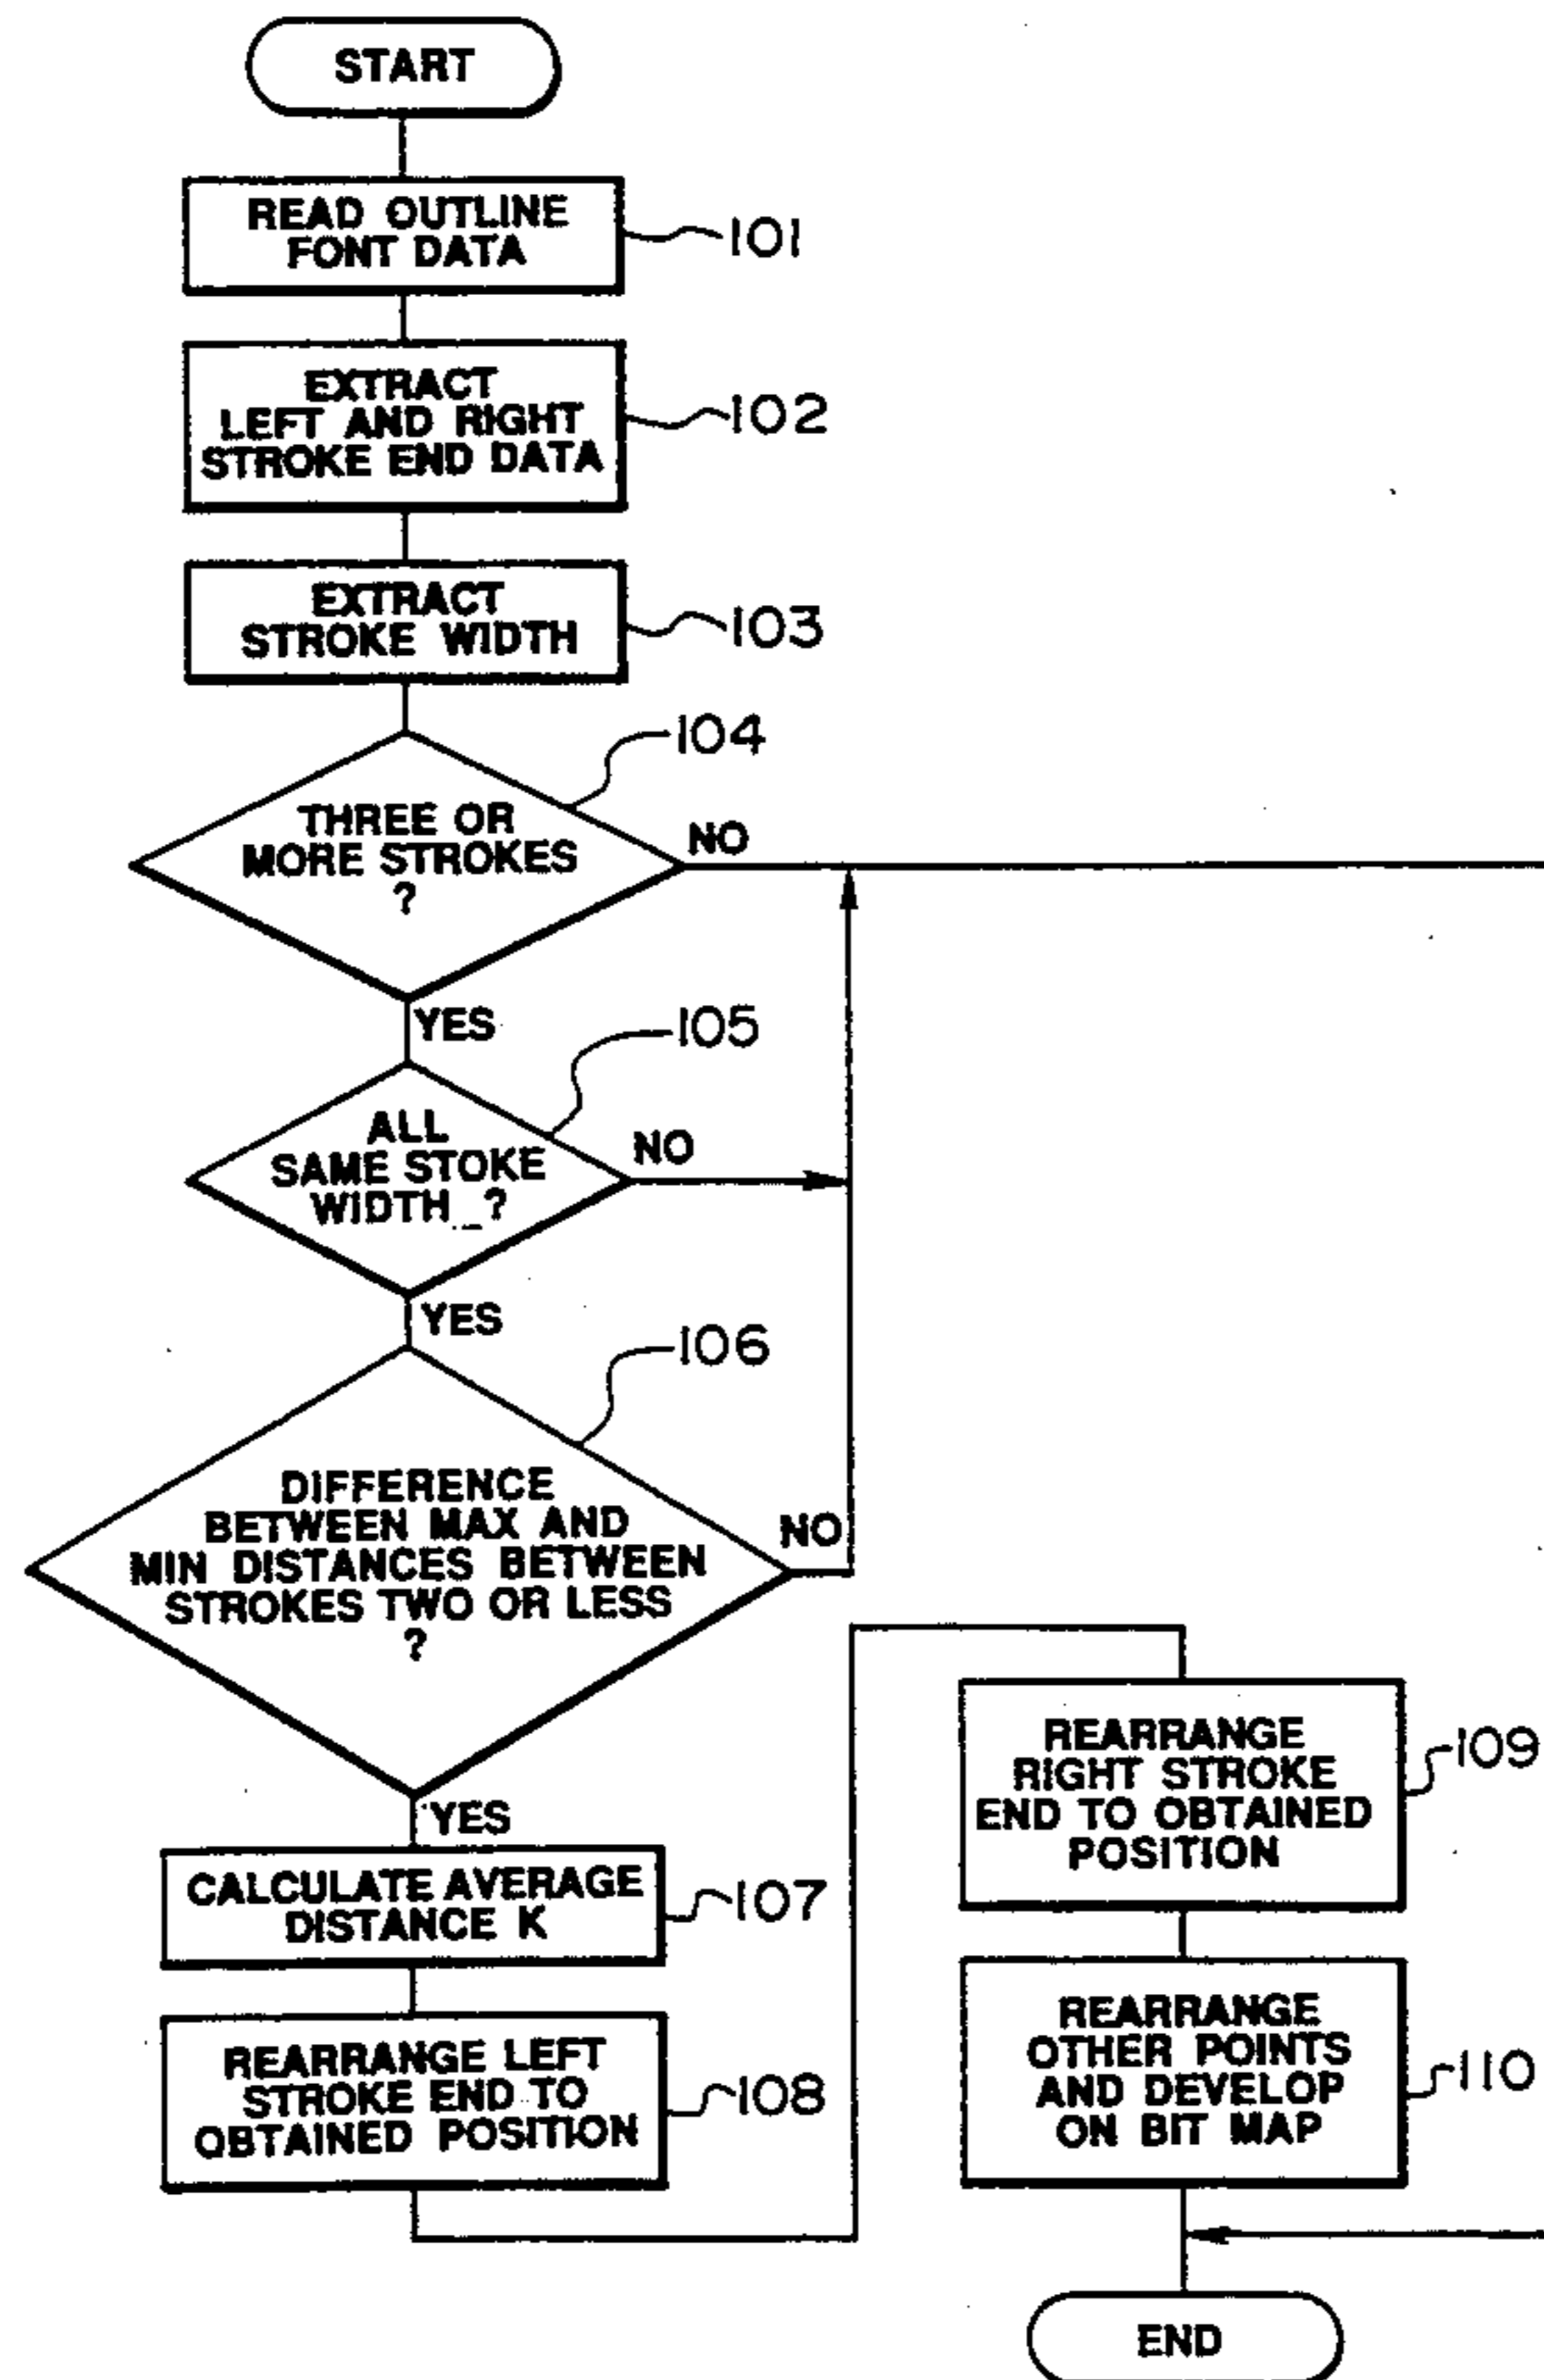 START
READ OUTLINE
FONT DATA
101
EXTRACT
LEFT AND RIGHT
STROKE END DATA
102
EXTRACT
STROKE WIDTH
103
104
THREE OR
MORE STROKES
?
NO
YES
105
ALL
SAME STOKE
WIDTH ?
NO
YES
106
DIFFERENCE
BETWEEN MAX AND
MIN DISTANCES BETWEEN
STROKES TWO OR LESS
?
NO
YES
CALCULATE AVERAGE
DISTANCE K
107
REARRANGE LEFT
STROKE END TO
OBTAINED POSITION
108
REARRANGE
RIGHT STROKE
END TO OBTAINED
POSITION
109
REARRANGE
OTHER POINTS
AND DEVELOP
ON BIT MAP
110
END